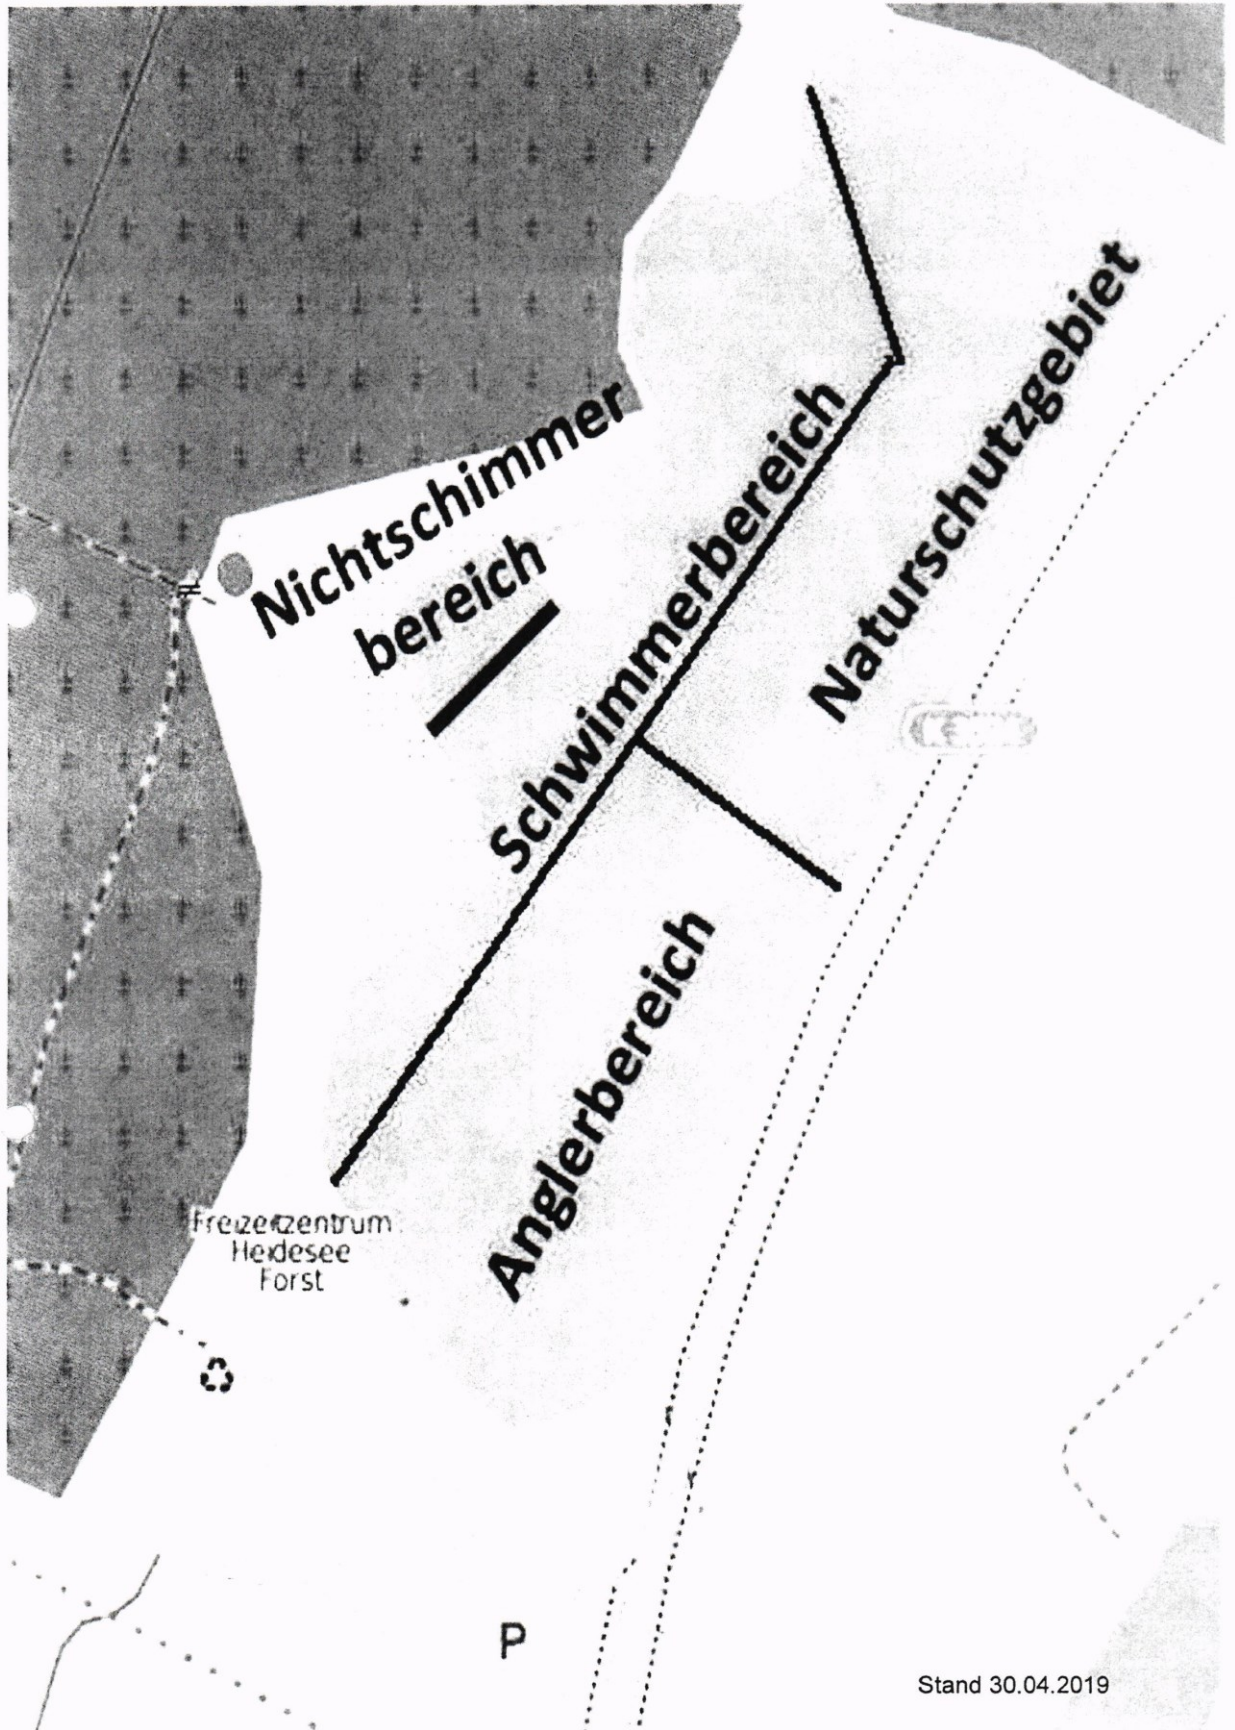 Nichtschimmer
bereich
Schwimmerbereich
Naturschutzgebiet
Anglerbereich
Freizeitzentrum
Heidesee
Forst
P
Stand 30.04.2019